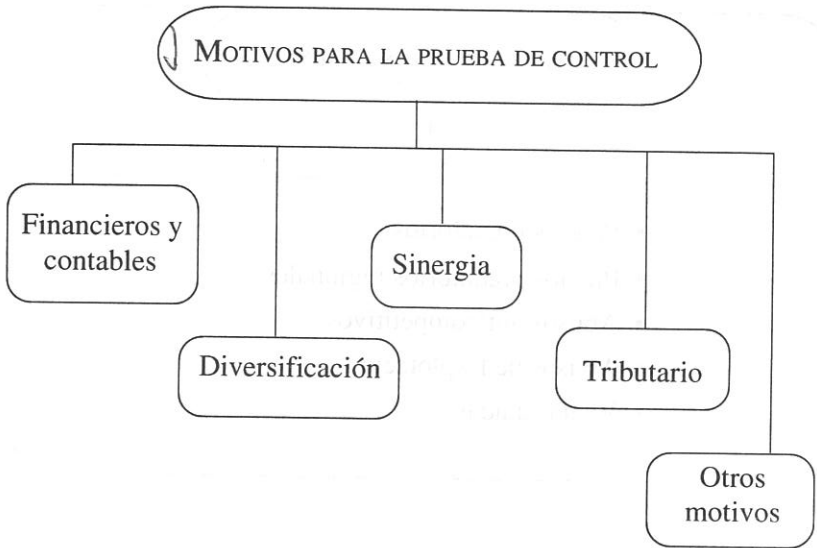 MOTIVOS PARA LA PRUEBA DE CONTROL
Financieros y
contables
Diversificación
Sinergia
Tributario
Otros
motivos